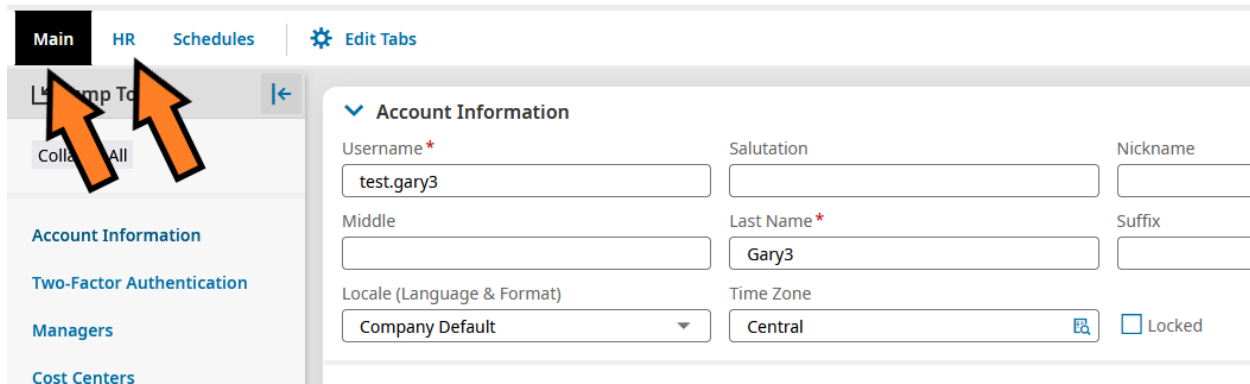 Main HR Schedules Edit Tabs
Account Information
Username* Salutation Nickname
test.gary3
Middle Last Name* Suffix
Gary3
Locale (Language & Format) Time Zone
Company Default Central Locked
All
Account Information
Two-Factor Authentication
Managers
Cost Centers